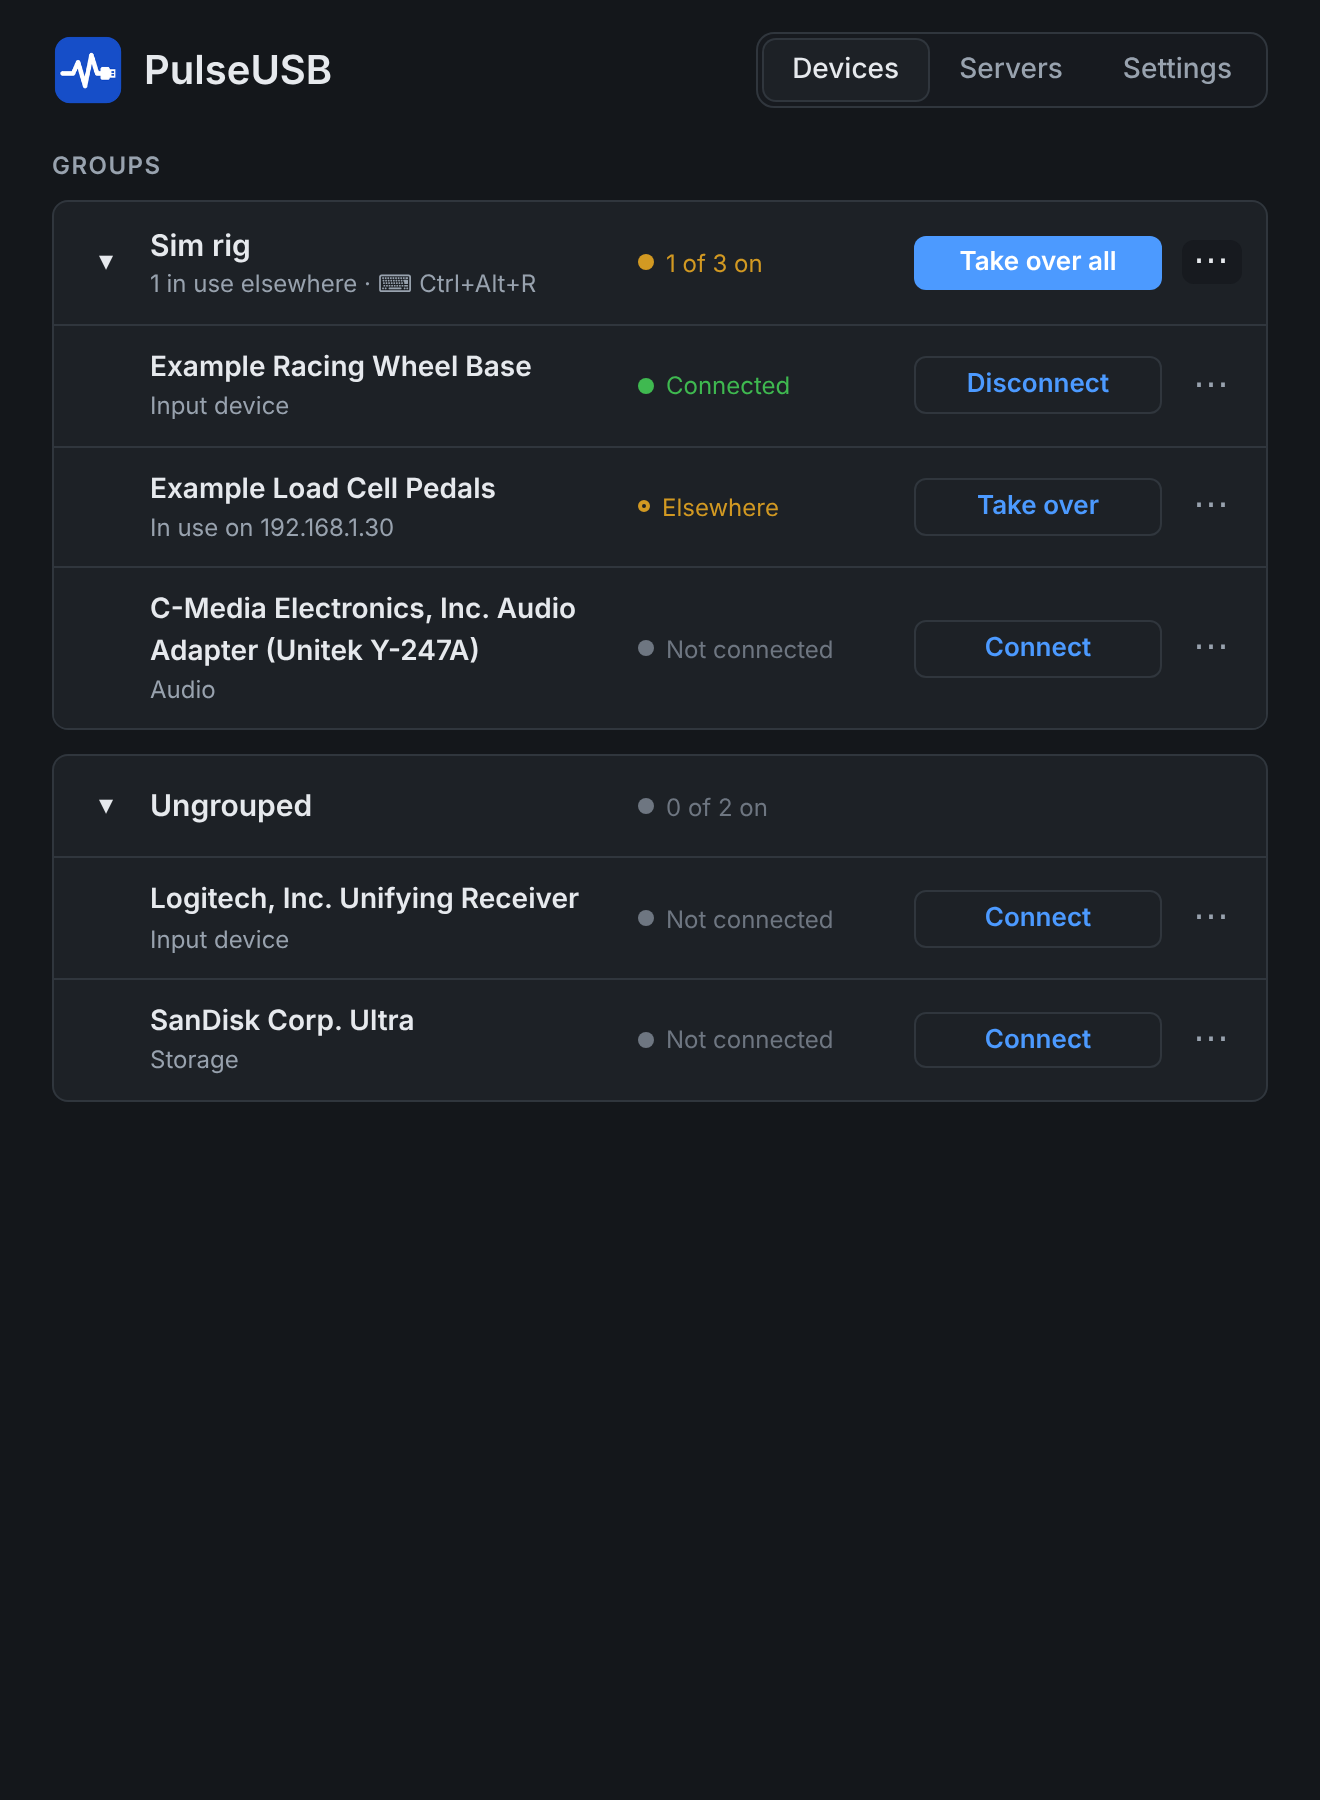 PulseUSB
Devices
Servers
Settings
GROUPS
▼ Sim rig
1 in use elsewhere · ⌨ Ctrl+Alt+R
1 of 3 on
Take over all
···
Example Racing Wheel Base
Input device
Connected
Disconnect
···
Example Load Cell Pedals
In use on 192.168.1.30
Elsewhere
Take over
···
C-Media Electronics, Inc. Audio
Adapter (Unitek Y-247A)
Audio
Not connected
Connect
···
▼ Ungrouped
0 of 2 on
Logitech, Inc. Unifying Receiver
Input device
Not connected
Connect
···
SanDisk Corp. Ultra
Storage
Not connected
Connect
···